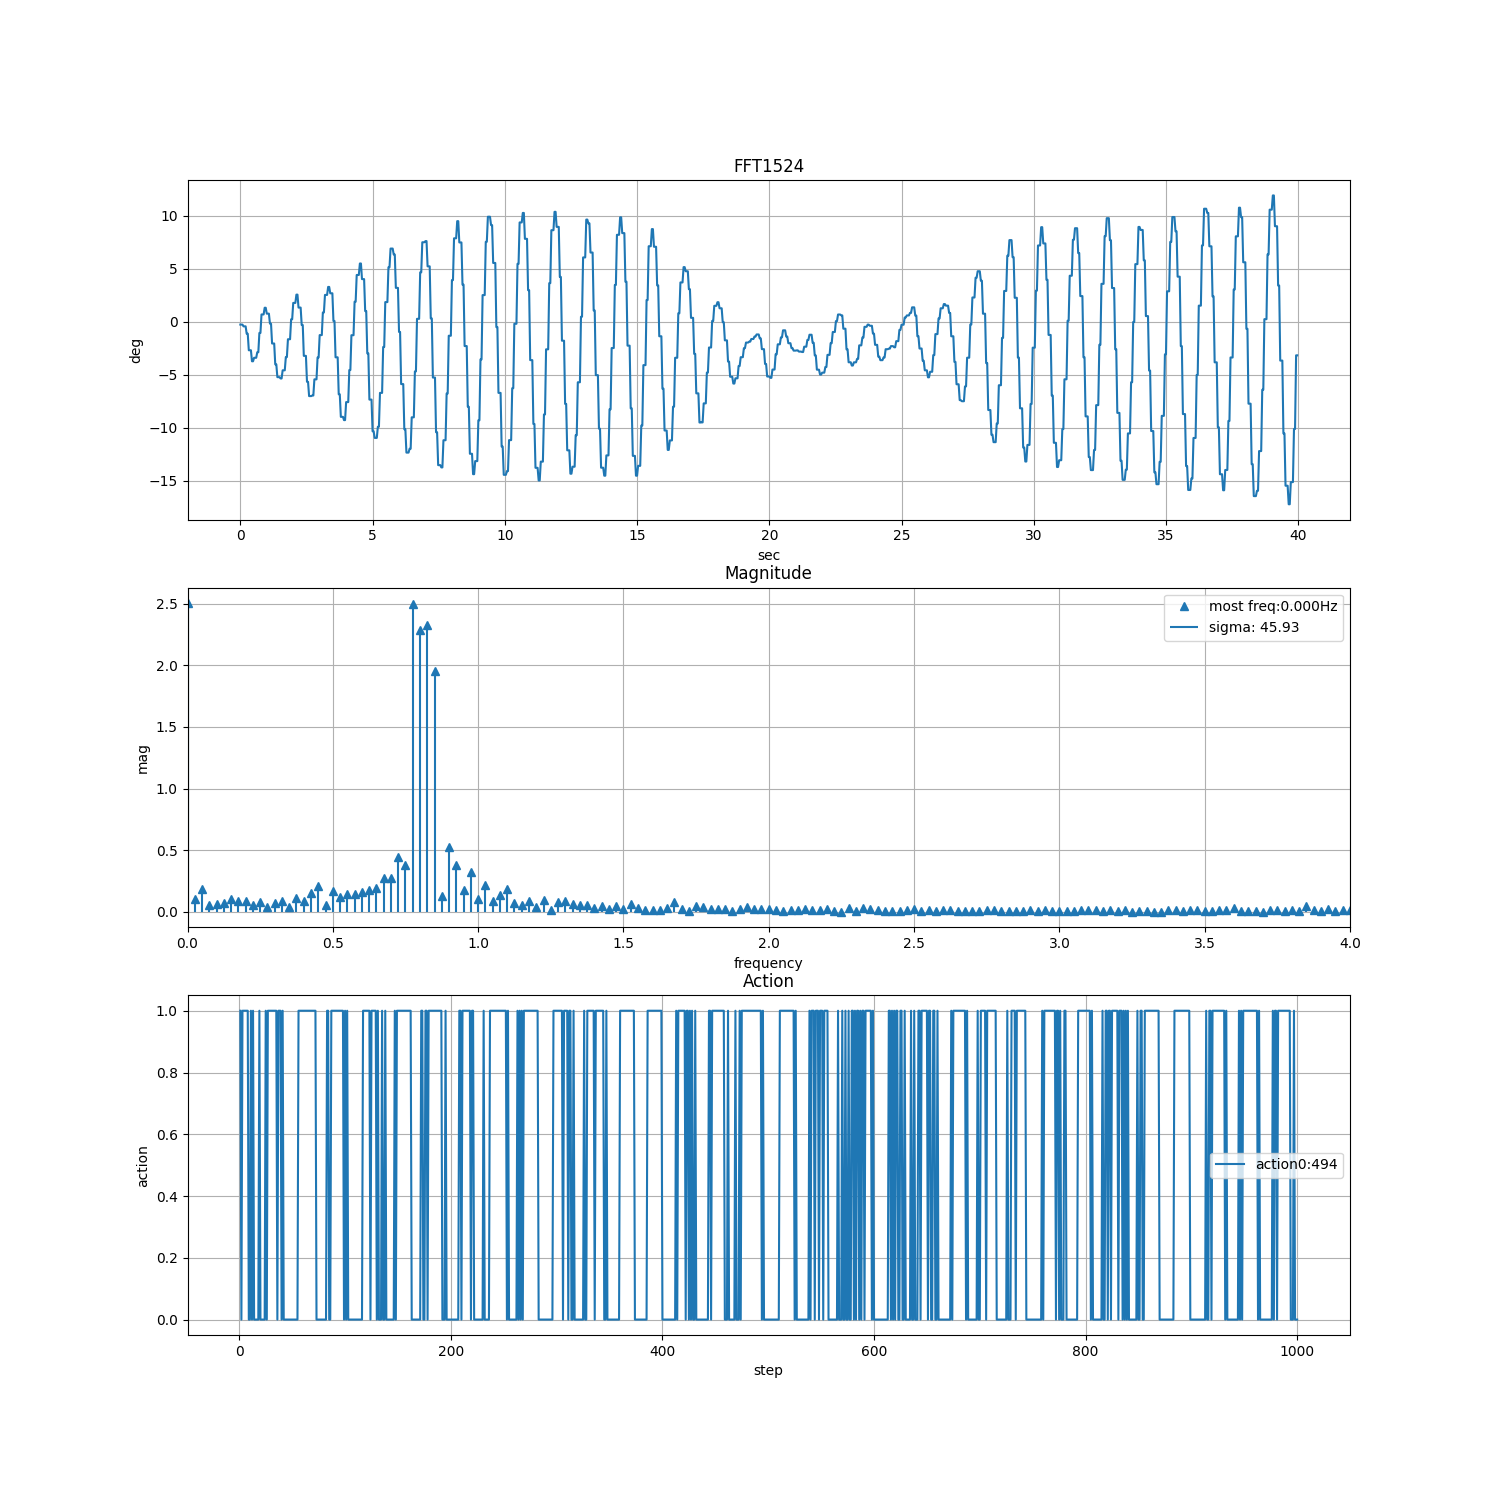 FFT1524
10
5
0
−5
−10
−15
deg
0 5 10 15 20 25 30 35 40
sec
Magnitude
most freq:0.000Hz
sigma: 45.93
2.5
2.0
1.5
1.0
0.5
0.0
mag
0.0 0.5 1.0 1.5 2.0 2.5 3.0 3.5 4.0
frequency
Action
1.0
0.8
0.6
0.4
0.2
0.0
action
action0:494
0 200 400 600 800 1000
step